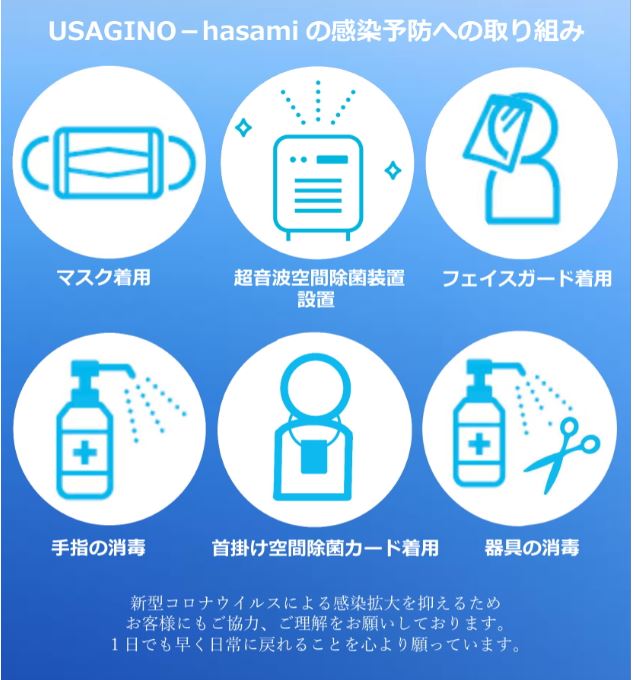 USAGINO－hasami の感染予防への取り組み
マスク着用
超音波空間除菌装置
設置
フェイスガード着用
手指の消毒
首掛け空間除菌カード着用
器具の消毒
新型コロナウイルスによる感染拡大を抑えるため
お客様にもご協力、ご理解をお願いしております。
１日でも早く日常に戻れることを心より願っています。